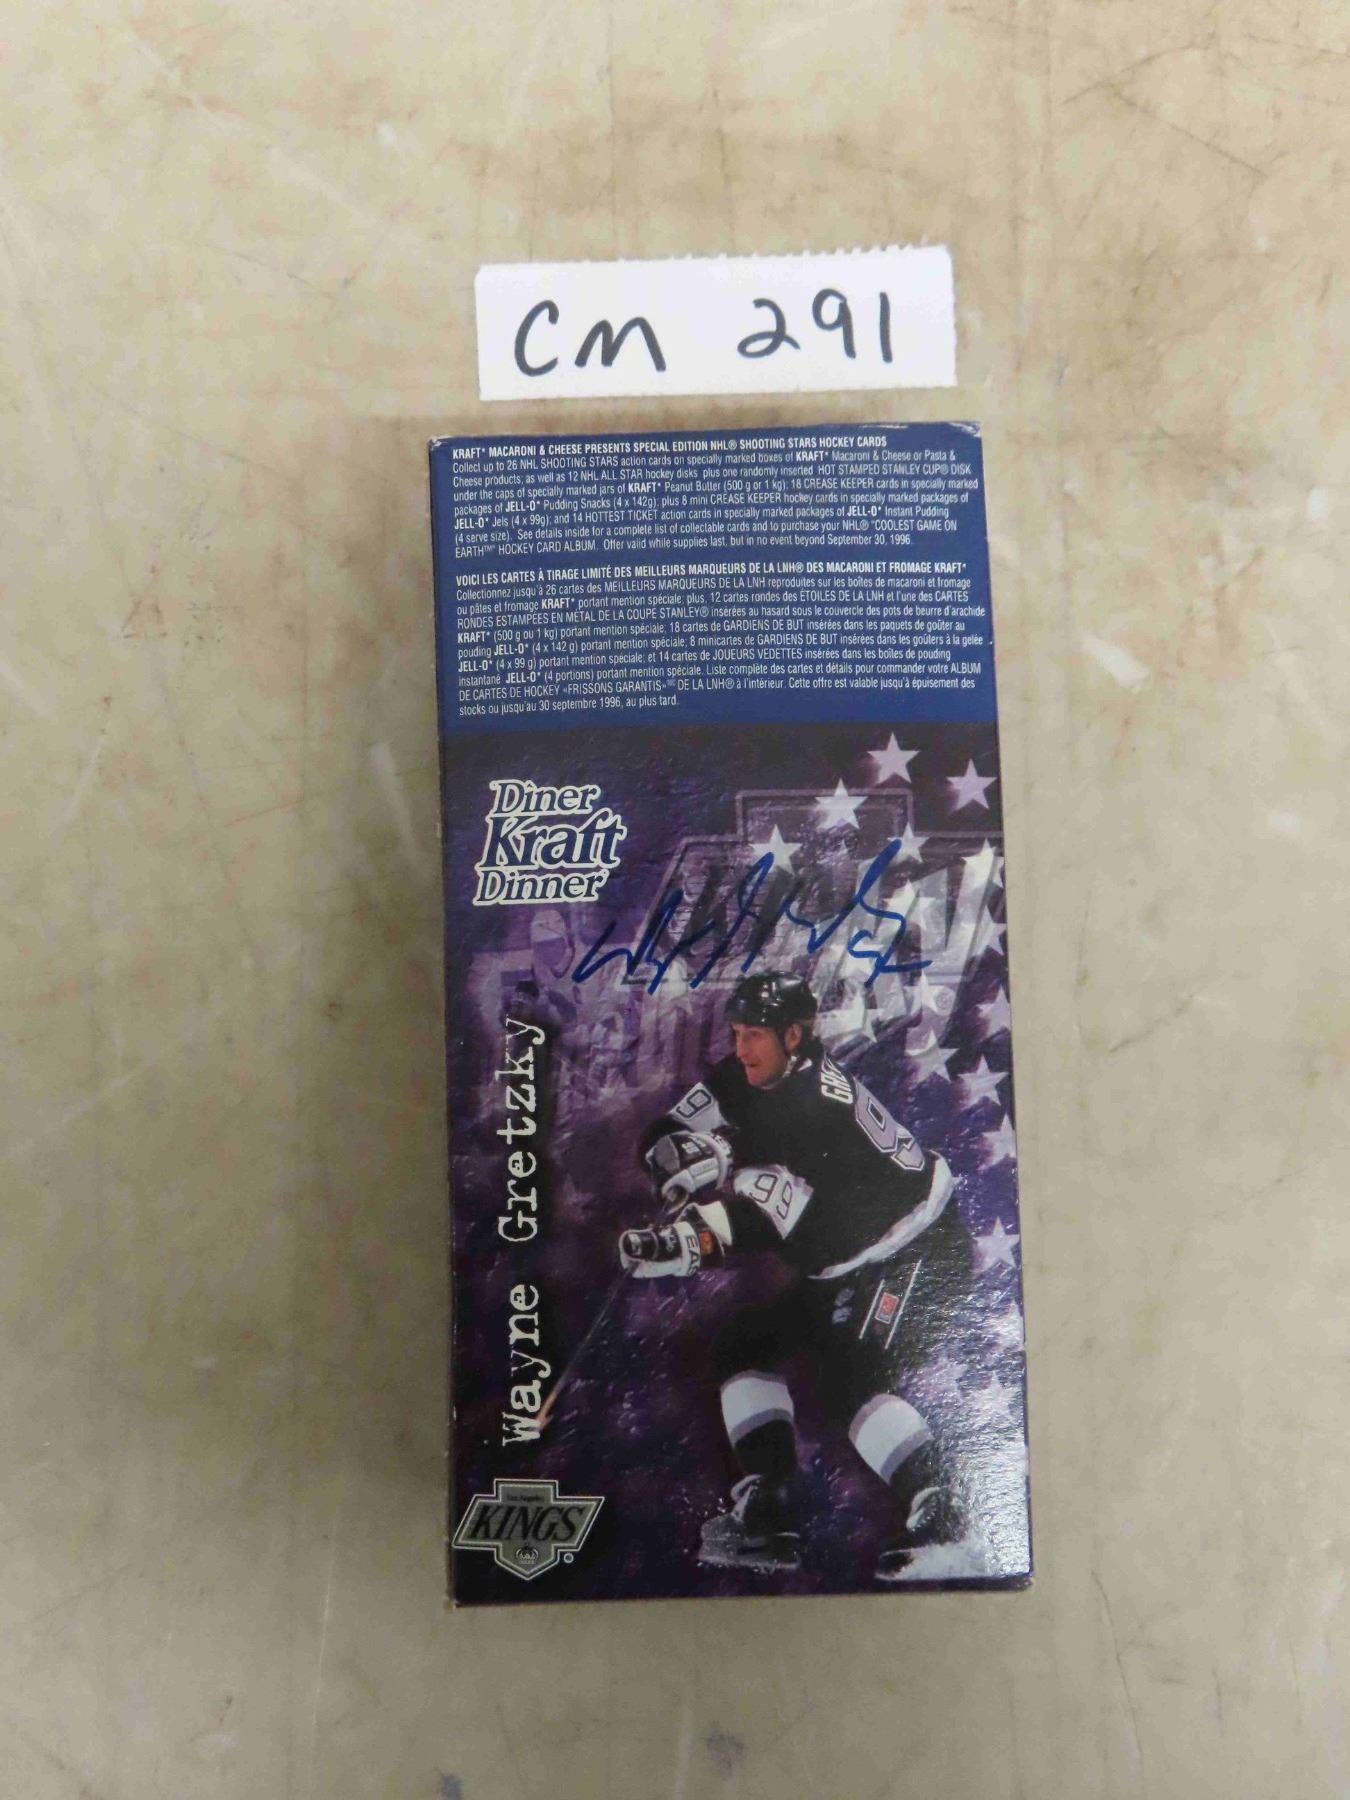 CM 291
KRAFT* MACARONI & CHEESE PRESENTS SPECIAL EDITION NHL® SHOOTING STARS HOCKEY CARDS
Collect up to 26 NHL SHOOTING STARS action cards on specially marked boxes of KRAFT* Macaroni & Cheese or Pasta &
Cheese products, as well as 12 NHL ALL STAR hockey disks plus one randomly inserted HOT STAMPED STANLEY CUP® DISK
under the caps of specially marked jars of KRAFT* Peanut Butter (500 g or 1 kg); 18 CREASE KEEPER cards in specially marked
packages of JELL-O* Pudding Snacks (4 x 142g); plus 8 mini CREASE KEEPER hockey cards in specially marked packages of
JELL-O* Jels (4 x 99g); and 14 HOTTEST TICKET action cards in specially marked packages of JELL-O* Instant Pudding
(4 serve size). See details inside for a complete list of collectable cards and to purchase your NHL® "COOLEST GAME ON
EARTH™" HOCKEY CARD ALBUM. Offer valid while supplies last, but in no event beyond September 30, 1996.
VOICI LES CARTES À TIRAGE LIMITÉ DES MEILLEURS MARQUEURS DE LA LNH® DES MACARONI ET FROMAGE KRAFT*
Collectionnez jusqu'à 26 cartes des MEILLEURS MARQUEURS DE LA LNH reproduites sur les boîtes de macaroni et fromage
ou pâtes et fromage KRAFT* portant mention spéciale; plus, 12 cartes rondes des ÉTOILES DE LA LNH et l'une des CARTES
RONDES ESTAMPÉES EN MÉTAL DE LA COUPE STANLEY® insérées au hasard sous le couvercle des pots de beurre d'arachide
KRAFT* (500 g ou 1 kg) portant mention spéciale; 18 cartes de GARDIENS DE BUT insérées dans les paquets de goûter au
pouding JELL-O* (4 x 142 g) portant mention spéciale; 8 minicartes de GARDIENS DE BUT insérées dans les goûters à la gelée
JELL-O* (4 x 99 g) portant mention spéciale; et 14 cartes de JOUEURS VEDETTES insérées dans les boîtes de pouding
instantané JELL-O* (4 portions) portant mention spéciale. Liste complète des cartes et détails pour commander votre ALBUM
DE CARTES DE HOCKEY «FRISSONS GARANTIS»MC DE LA LNH® à l'intérieur. Cette offre est valable jusqu'à épuisement des
stocks ou jusqu'au 30 septembre 1996, au plus tard.
Dîner
Kraft
Dinner
Wayne Gretzky
GRE
9
9
99
Los Angeles
KINGS